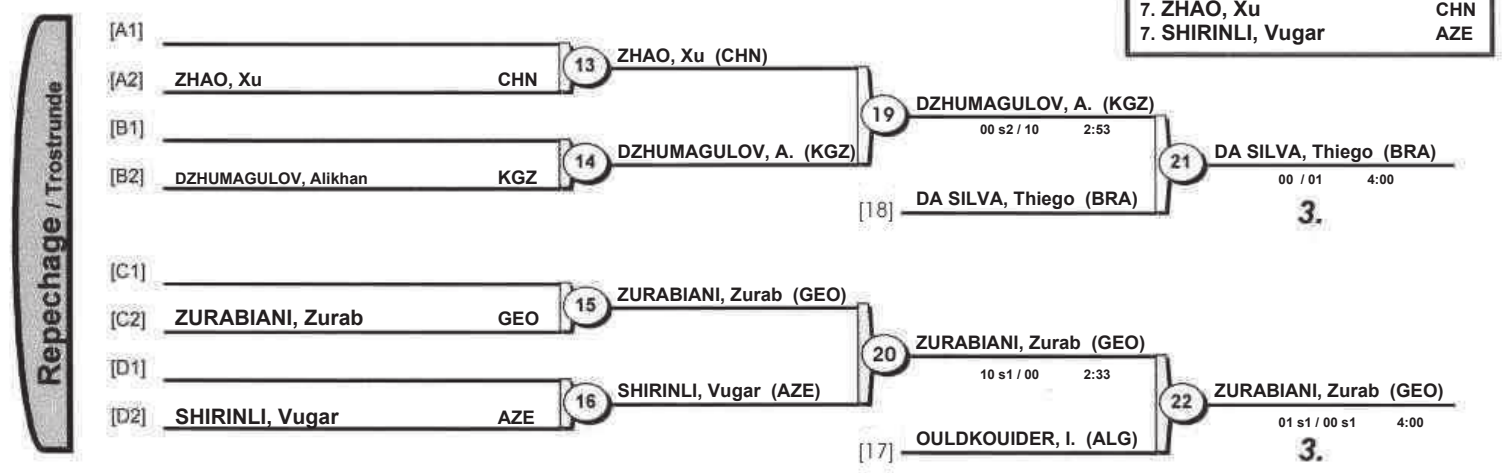 7. ZHAO, Xu CHN
7. SHIRINLI, Vugar AZE
Repechage / Trostrunde
[A1]
[A2] ZHAO, Xu CHN
13 ZHAO, Xu (CHN)
[B1]
[B2] DZHUMAGULOV, Alikhan KGZ
14 DZHUMAGULOV, A. (KGZ)
19 DZHUMAGULOV, A. (KGZ)
00 s2 / 10 2:53
[18] DA SILVA, Thiego (BRA)
21 DA SILVA, Thiego (BRA)
00 / 01 4:00
3.
[C1]
[C2] ZURABIANI, Zurab GEO
15 ZURABIANI, Zurab (GEO)
[D1]
[D2] SHIRINLI, Vugar AZE
16 SHIRINLI, Vugar (AZE)
20 ZURABIANI, Zurab (GEO)
10 s1 / 00 2:33
[17] OULDKOUIDER, I. (ALG)
22 ZURABIANI, Zurab (GEO)
01 s1 / 00 s1 4:00
3.